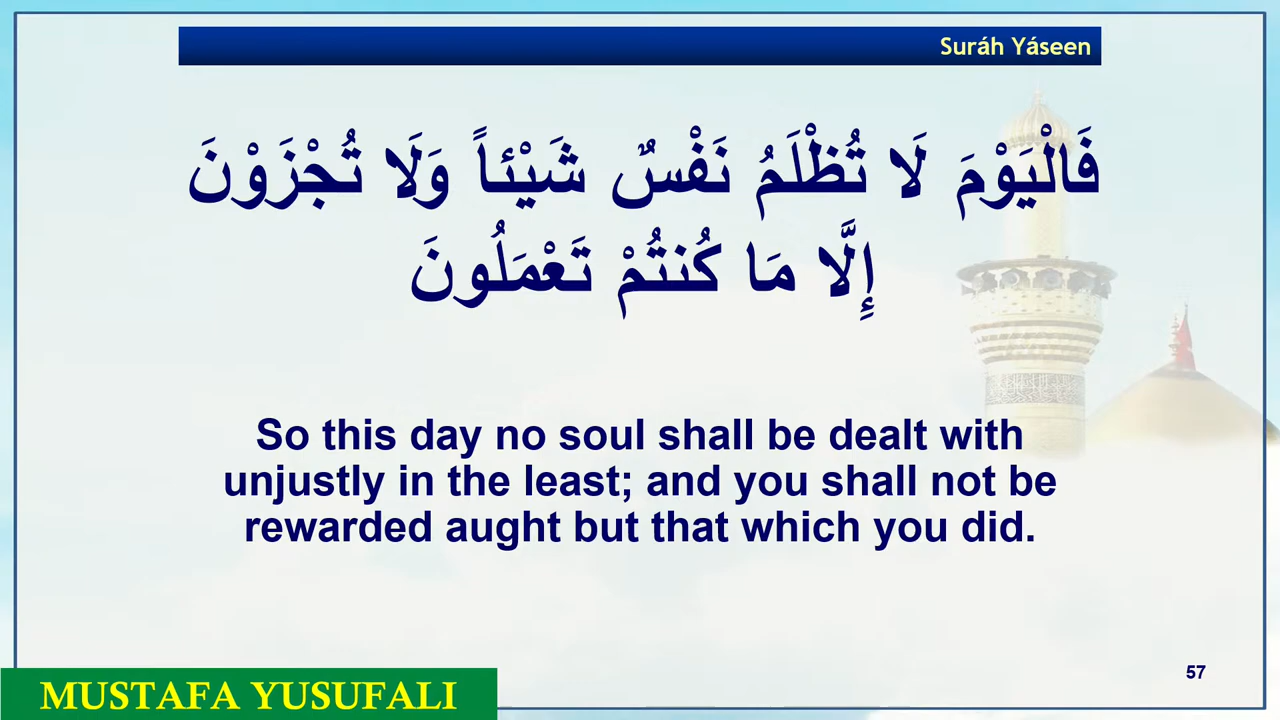 Suráh Yáseen
فَالْيَوْمَ لَا تُظْلَمُ نَفْسٌ شَيْئاً وَلَا تُجْزَوْنَ
إِلَّا مَا كُنتُمْ تَعْمَلُونَ
So this day no soul shall be dealt with
unjustly in the least; and you shall not be
rewarded aught but that which you did.
57
MUSTAFA YUSUFALI